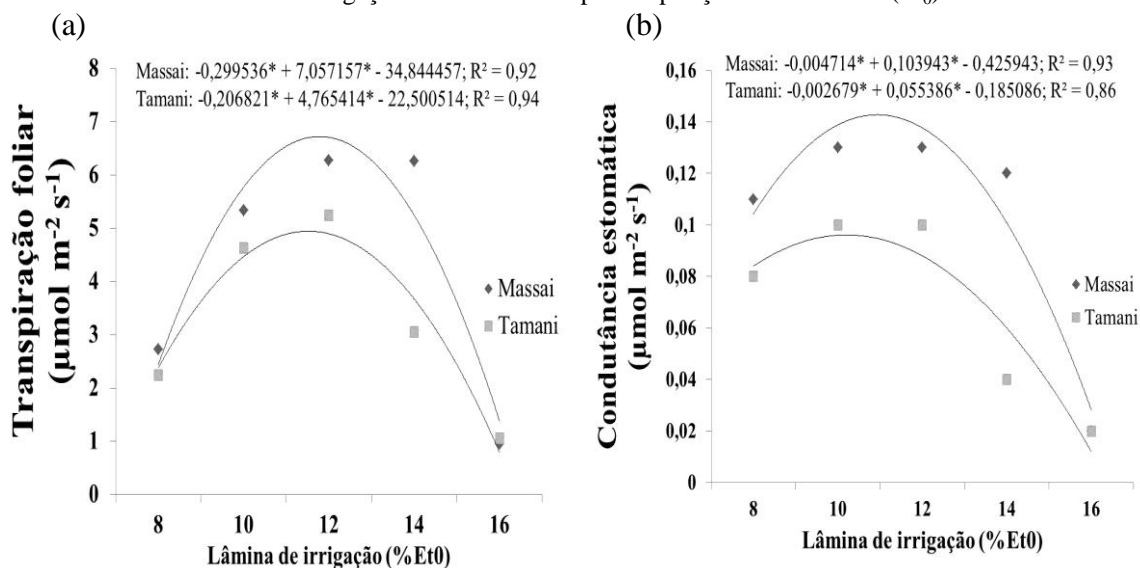 (a)
(b)
Massai: -0,299536* + 7,057157* - 34,844457; R² = 0,92
Tamani: -0,206821* + 4,765414* - 22,500514; R² = 0,94
8
7
6
5
4
3
2
1
0
Transpiração foliar
(µmol m⁻² s⁻¹)
Massai
Tamani
8 10 12 14 16
Lâmina de irrigação (%Et0)
Massai: -0,004714* + 0,103943* - 0,425943; R² = 0,93
Tamani: -0,002679* + 0,055386* - 0,185086; R² = 0,86
0,16
0,14
0,12
0,1
0,08
0,06
0,04
0,02
0
Condutância estomática
(µmol m⁻² s⁻¹)
Massai
Tamani
8 10 12 14 16
Lâmina de irrigação (%Et0)